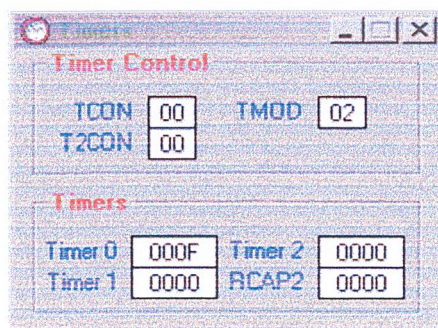 Timers
Timer Control
TCON 00 TMOD 02
T2CON 00
Timers
Timer 0 000F Timer 2 0000
Timer 1 0000 RCAP2 0000